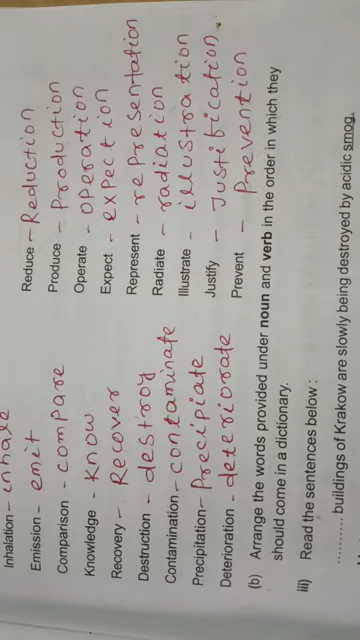 Inhalation - inhale
Emission - emit
Comparison - compare
Knowledge - Know
Recovery - Recover
Destruction - destroy
Contamination - contaminate
Precipitation - Precipiate
Deterioration - deteriorate
Reduce - Reduction
Produce - Production
Operate - operation
Expect - expection
Represent - representation
Radiate - radiation
Illustrate - illustration
Justify - Justification
Prevent - Prevention
(b) Arrange the words provided under noun and verb in the order in which they
should come in a dictionary.
iii) Read the sentences below :
........... buildings of Krakow are slowly being destroyed by acidic smog.